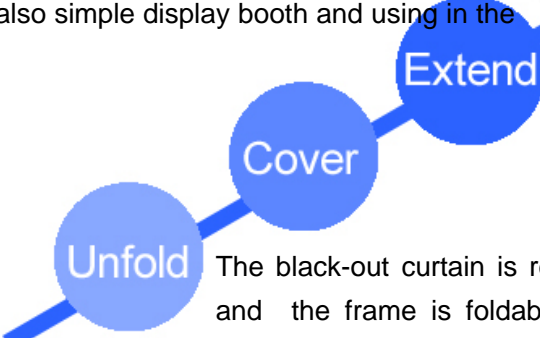 also simple display booth and using in the
Extend
Cover
Unfold
The black-out curtain is
and the frame is